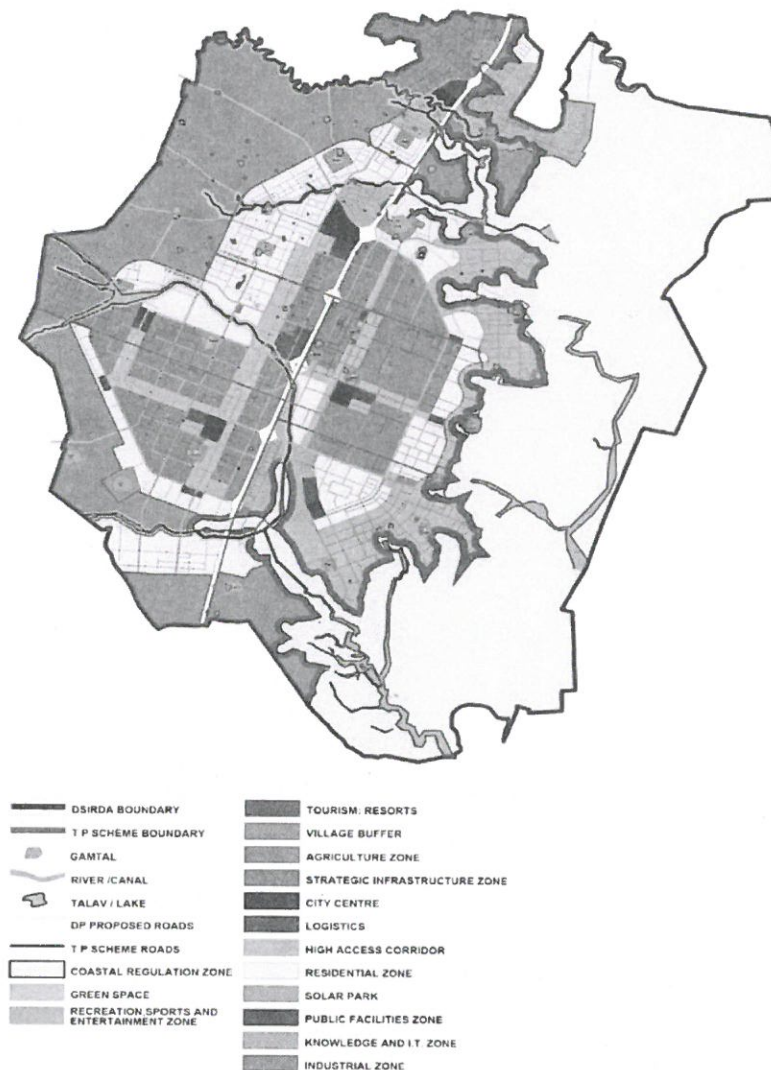 DSIRDA BOUNDARY
T P SCHEME BOUNDARY
GAMTAL
RIVER /CANAL
TALAV / LAKE
DP PROPOSED ROADS
T P SCHEME ROADS
COASTAL REGULATION ZONE
GREEN SPACE
RECREATION, SPORTS AND
ENTERTAINMENT ZONE
TOURISM: RESORTS
VILLAGE BUFFER
AGRICULTURE ZONE
STRATEGIC INFRASTRUCTURE ZONE
CITY CENTRE
LOGISTICS
HIGH ACCESS CORRIDOR
RESIDENTIAL ZONE
SOLAR PARK
PUBLIC FACILITIES ZONE
KNOWLEDGE AND I.T. ZONE
INDUSTRIAL ZONE